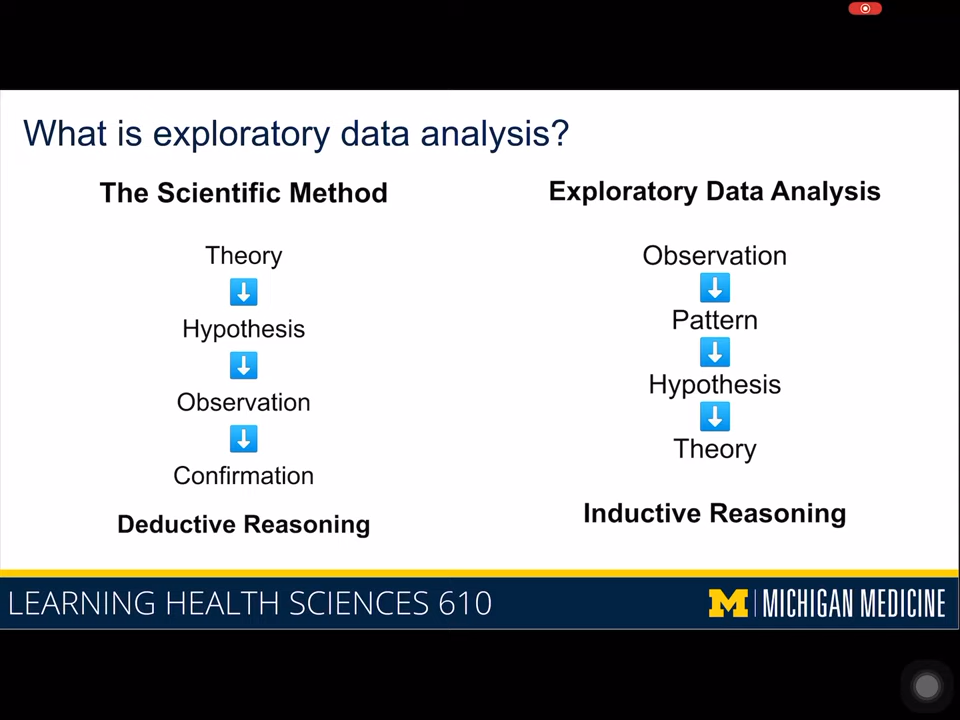 What is exploratory data analysis?
The Scientific Method
Theory
Hypothesis
Observation
Confirmation
Deductive Reasoning
Exploratory Data Analysis
Observation
Pattern
Hypothesis
Theory
Inductive Reasoning
LEARNING HEALTH SCIENCES 610
M MICHIGAN MEDICINE